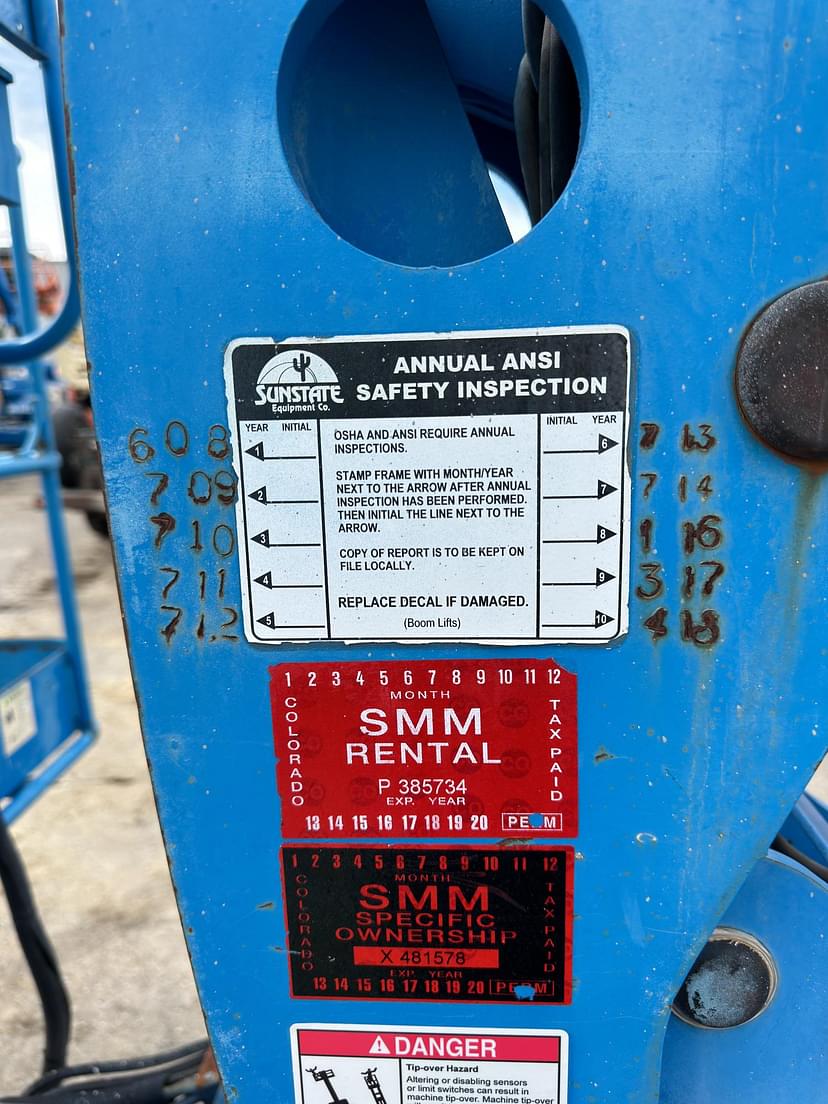 ANNUAL ANSI
SAFETY INSPECTION
SUNSTATE
Equipment Co.
YEAR INITIAL
1
2
3
4
5
OSHA AND ANSI REQUIRE ANNUAL
INSPECTIONS.
STAMP FRAME WITH MONTH/YEAR
NEXT TO THE ARROW AFTER ANNUAL
INSPECTION HAS BEEN PERFORMED.
THEN INITIAL THE LINE NEXT TO THE
ARROW.
COPY OF REPORT IS TO BE KEPT ON
FILE LOCALLY.
REPLACE DECAL IF DAMAGED.
(Boom Lifts)
INITIAL YEAR
6
7
8
9
10
6 08
7 09
7 10
7 11
7 12
7 13
7 14
1 16
3 17
4 18
1 2 3 4 5 6 7 8 9 10 11 12
MONTH
COLORADO
SMM
RENTAL
TAX PAID
P 385734
EXP. YEAR
13 14 15 16 17 18 19 20 PERM
1 2 3 4 5 6 7 8 9 10 11 12
MONTH
COLORADO
SMM
SPECIFIC
OWNERSHIP
TAX PAID
X 481578
EXP. YEAR
13 14 15 16 17 18 19 20 PERM
DANGER
Tip-over Hazard
Altering or disabling sensors
or limit switches can result in
machine tip-over. Machine tip-over